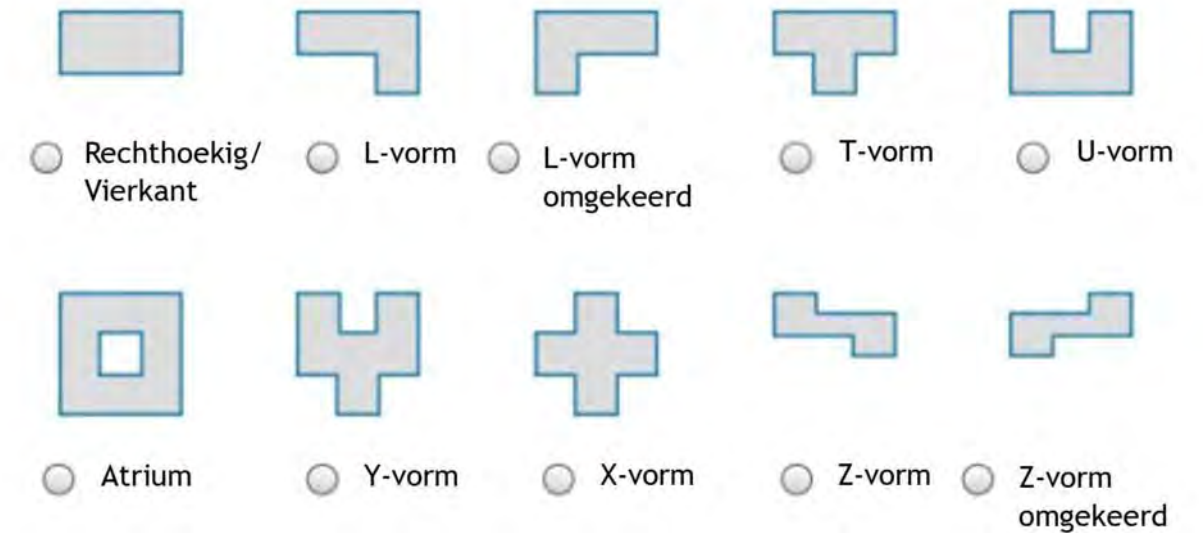 Rechthoekig/
Vierkant
L-vorm
L-vorm
omgekeerd
T-vorm
U-vorm
Atrium
Y-vorm
X-vorm
Z-vorm
Z-vorm
omgekeerd